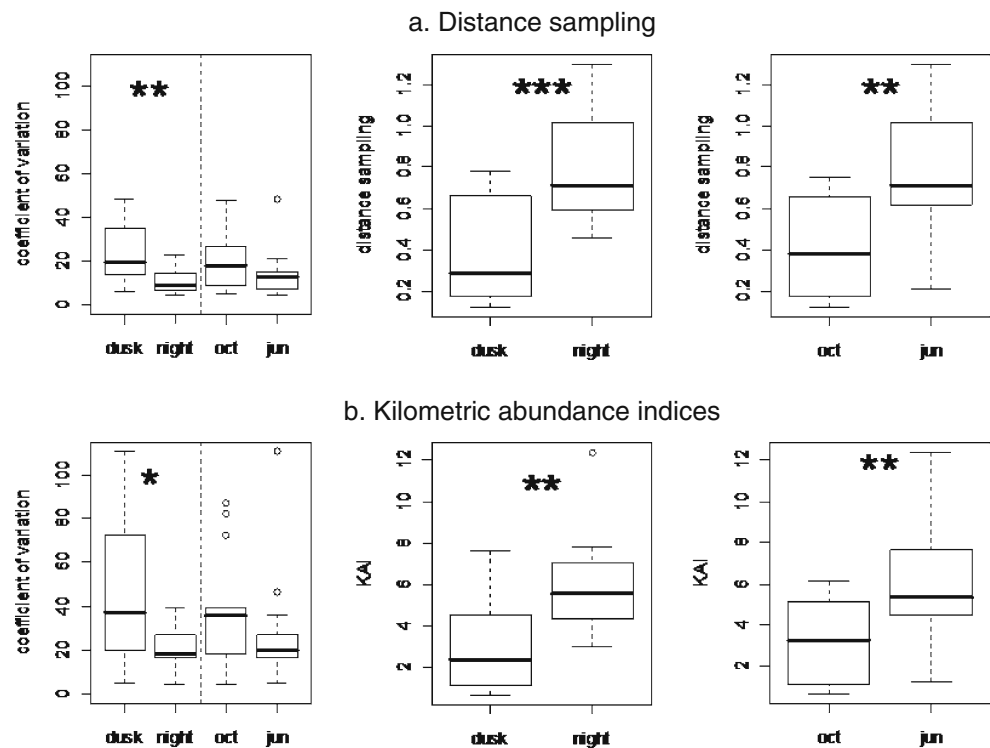 a. Distance sampling
coefficient of variation
0 20 40 60 80 100
**
dusk night oct jun
distance sampling
0.2 0.4 0.6 0.8 1.0 1.2
***
dusk night
distance sampling
0.2 0.4 0.6 0.8 1.0 1.2
**
oct jun
b. Kilometric abundance indices
coefficient of variation
0 20 40 60 80 100
*
dusk night oct jun
KAI
2 4 6 8 10 12
**
dusk night
KAI
2 4 6 8 10 12
**
oct jun